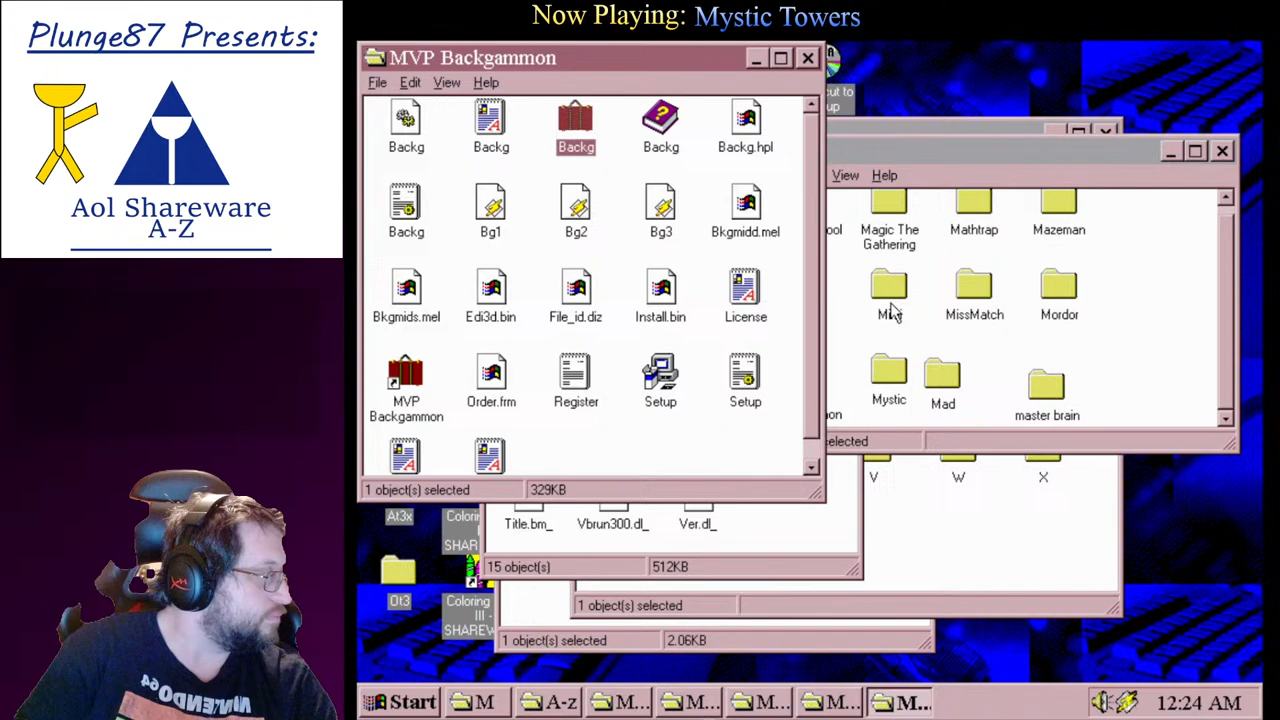 Now Playing: Mystic Towers
Plunge87 Presents:
Aol Shareware
A-Z
MVP Backgammon
File Edit View Help
Backg Backg Backg Backg Backg.hpl
Backg Bg1 Bg2 Bg3 Bkgmidd.mel
Bkgmids.mel Edi3d.bin File_id.diz Install.bin License
MVP
Backgammon Order.frm Register Setup Setup
1 object(s) selected 329KB
View Help
Magic The
Gathering Mathtrap Mazeman
MissMatch Mordor
Mystic Mad master brain
V W X
Title.bm_ Vbrun300.dl_ Ver.dl_
15 object(s) 512KB
1 object(s) selected
1 object(s) selected 2.06KB
At3x
Ot3
Coloring
III -
Start M A-z M... M... M... M... M... 12:24 AM